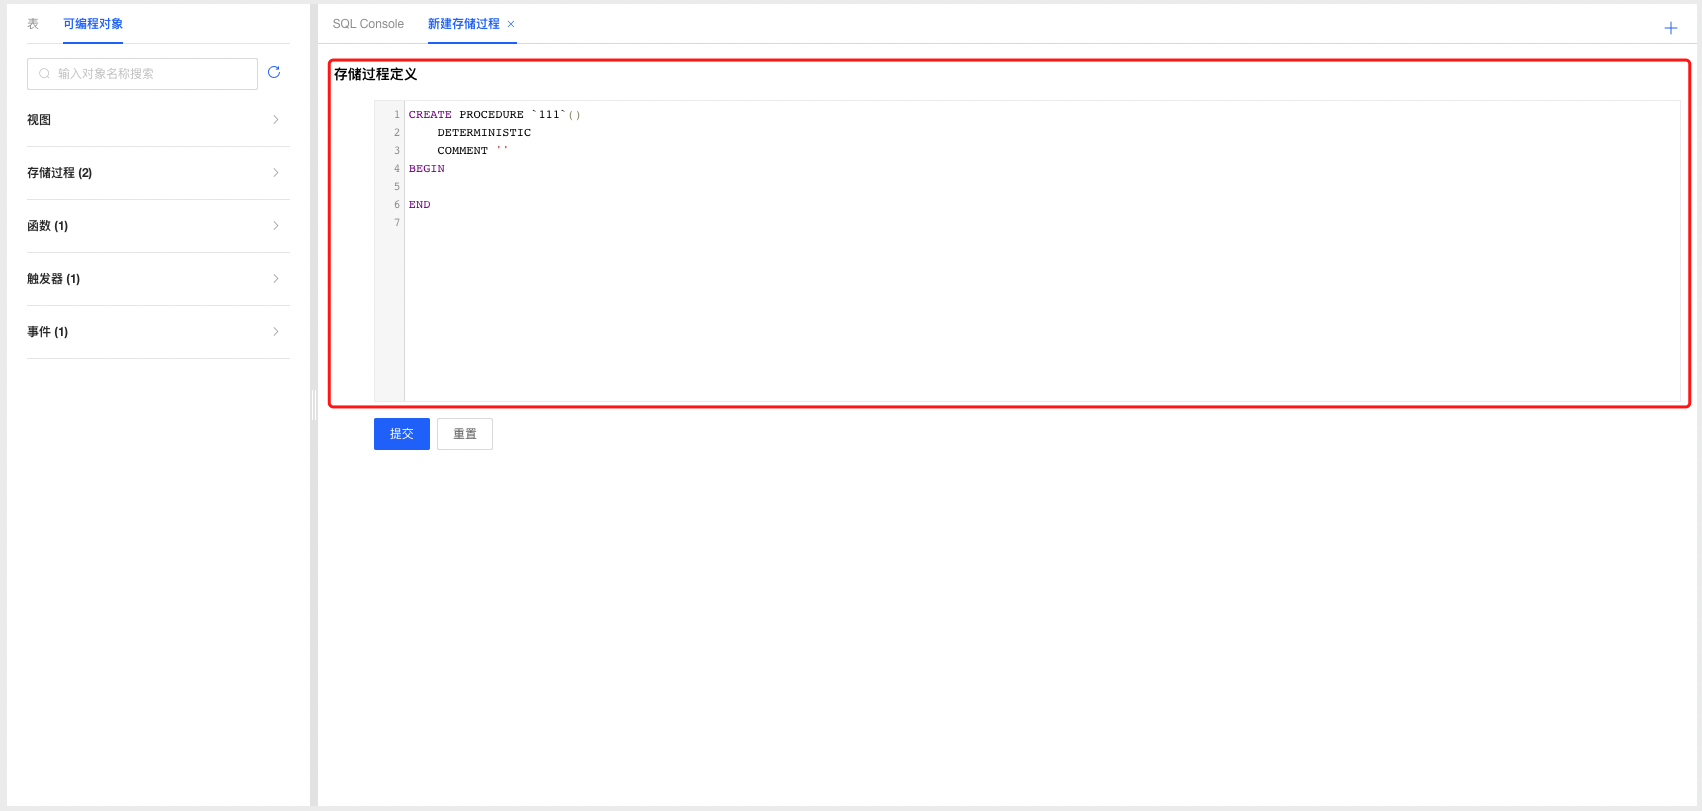 表 可编程对象
输入对象名称搜索
视图
存储过程 (2)
函数 (1)
触发器 (1)
事件 (1)
SQL Console 新建存储过程 ×
存储过程定义
1 CREATE PROCEDURE `111`()
2     DETERMINISTIC
3     COMMENT ''
4 BEGIN
5
6 END
7
提交 重置